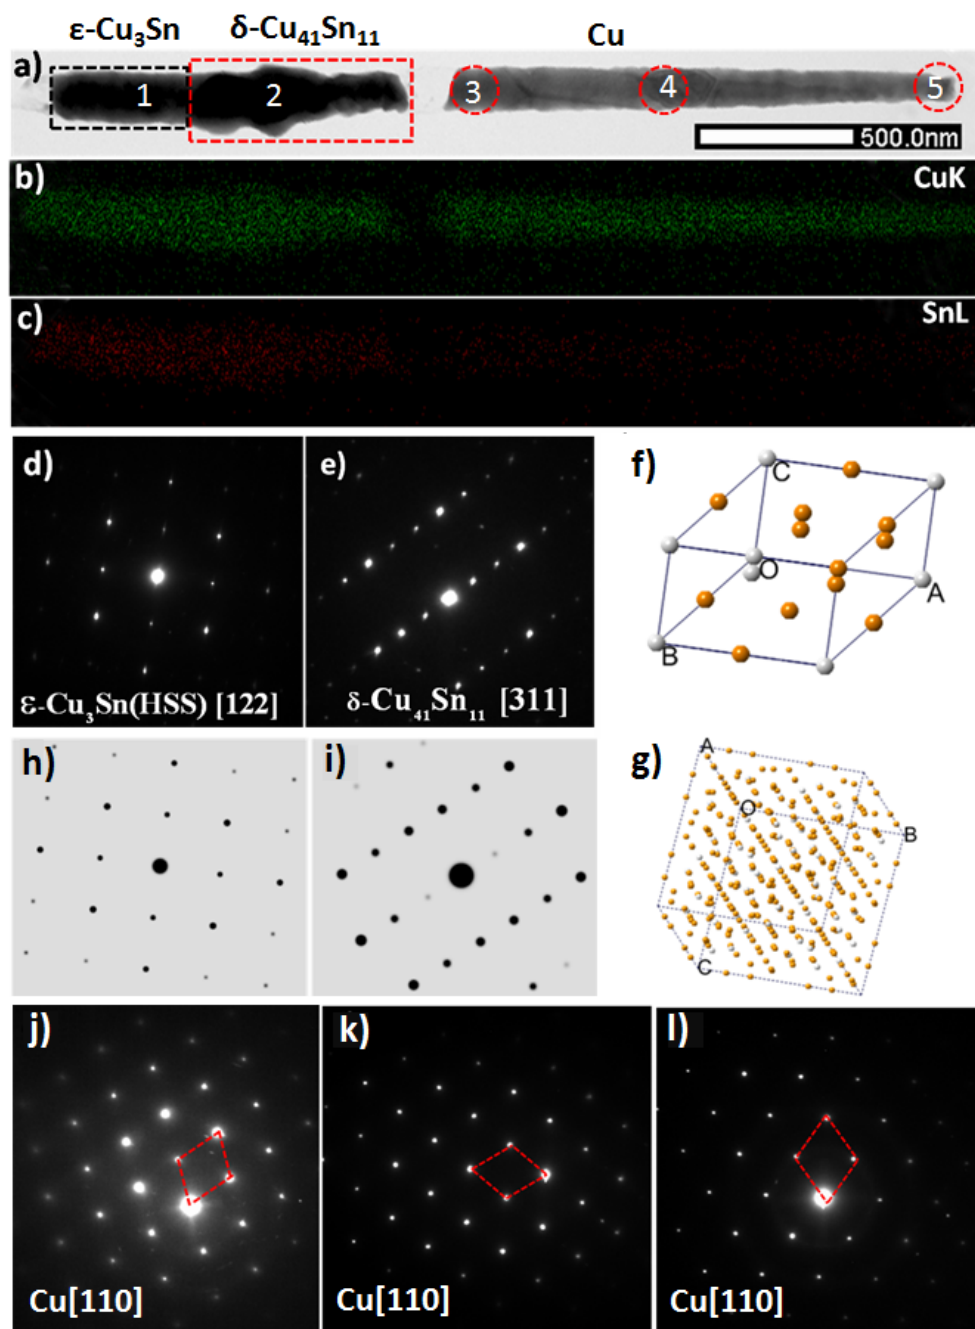 ε-Cu₃Sn δ-Cu₄₁Sn₁₁ Cu
a) 1 2 3 4 5
500.0nm
b) CuK
c) SnL
d) e) f)
C
O
A
B
ε-Cu₃Sn(HSS) [122] δ-Cu₄₁Sn₁₁ [311]
h) i) g)
A
O
B
C
j) k) l)
Cu[110] Cu[110] Cu[110]